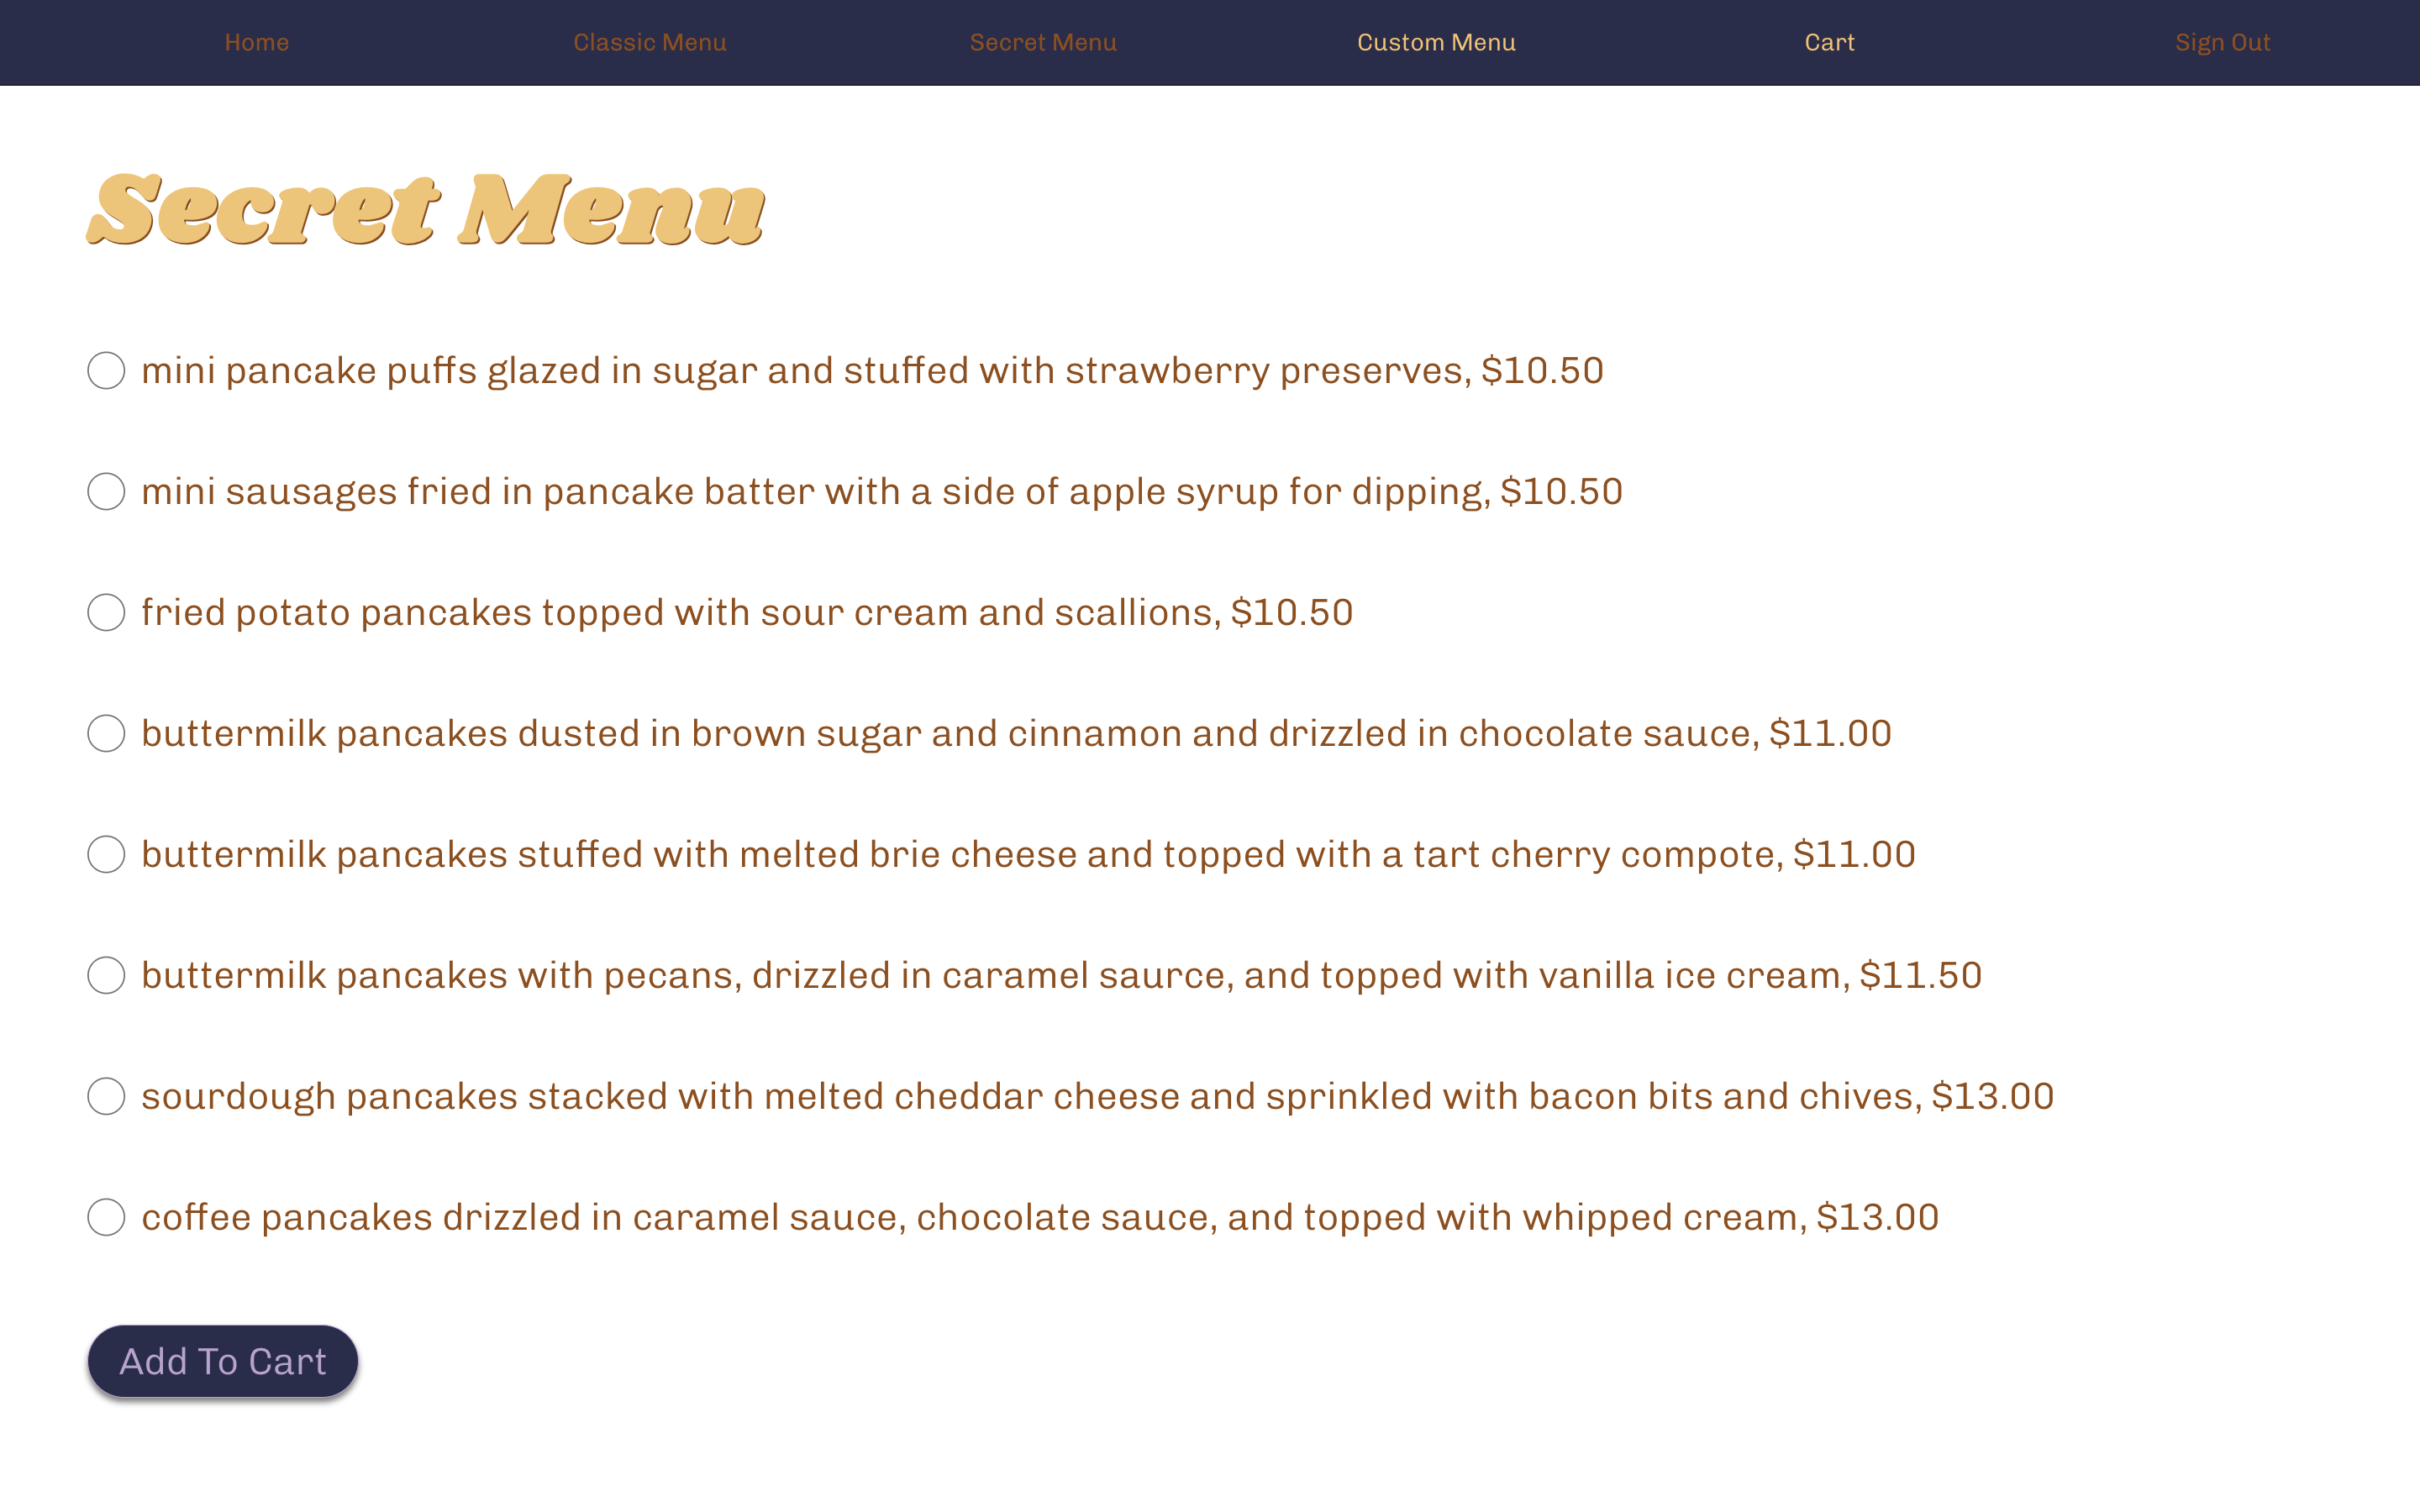 Home Classic Menu Secret Menu Custom Menu Cart Sign Out
Secret Menu
mini pancake puffs glazed in sugar and stuffed with strawberry preserves, $10.50
mini sausages fried in pancake batter with a side of apple syrup for dipping, $10.50
fried potato pancakes topped with sour cream and scallions, $10.50
buttermilk pancakes dusted in brown sugar and cinnamon and drizzled in chocolate sauce, $11.00
buttermilk pancakes stuffed with melted brie cheese and topped with a tart cherry compote, $11.00
buttermilk pancakes with pecans, drizzled in caramel saurce, and topped with vanilla ice cream, $11.50
sourdough pancakes stacked with melted cheddar cheese and sprinkled with bacon bits and chives, $13.00
coffee pancakes drizzled in caramel sauce, chocolate sauce, and topped with whipped cream, $13.00
Add To Cart